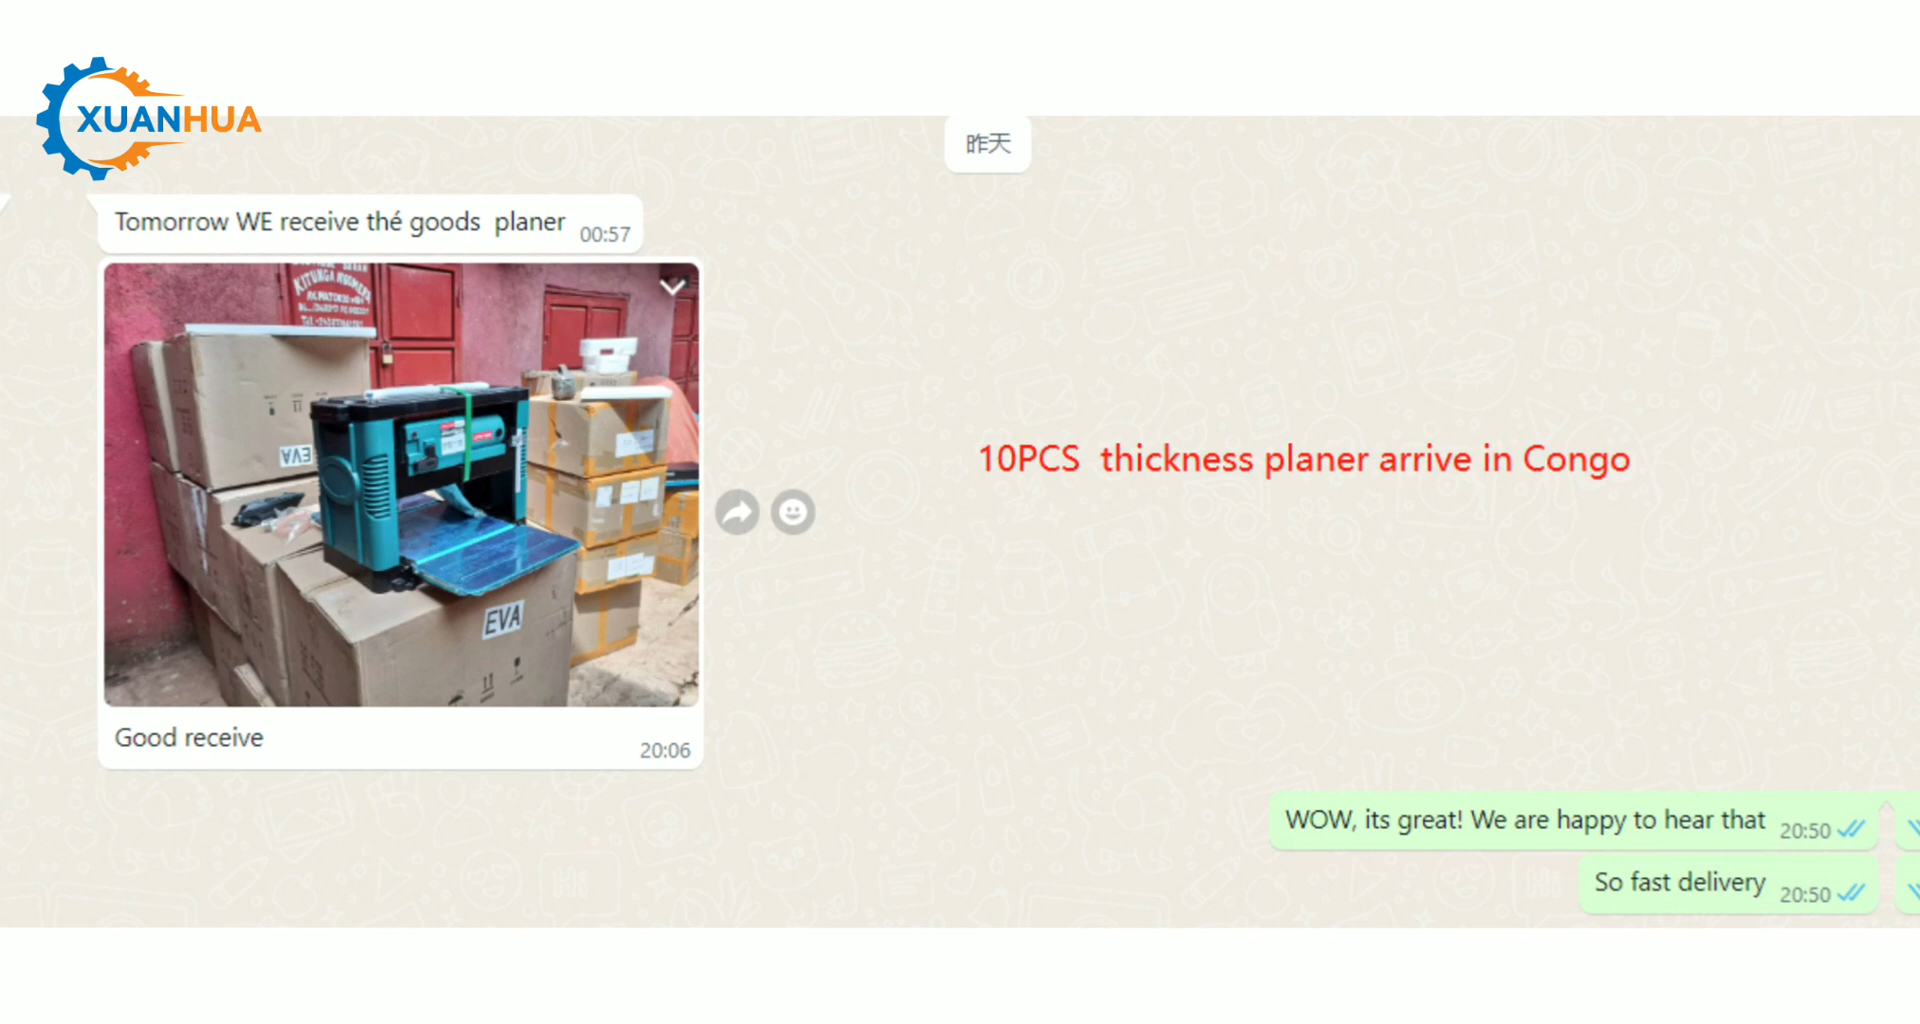 XUANHUA
昨天
Tomorrow WE receive thé goods  planer
00:57
KITUNGA NGOMERA
EVA
EVA
10PCS  thickness planer arrive in Congo
Good receive
20:06
WOW, its great! We are happy to hear that
20:50
So fast delivery
20:50